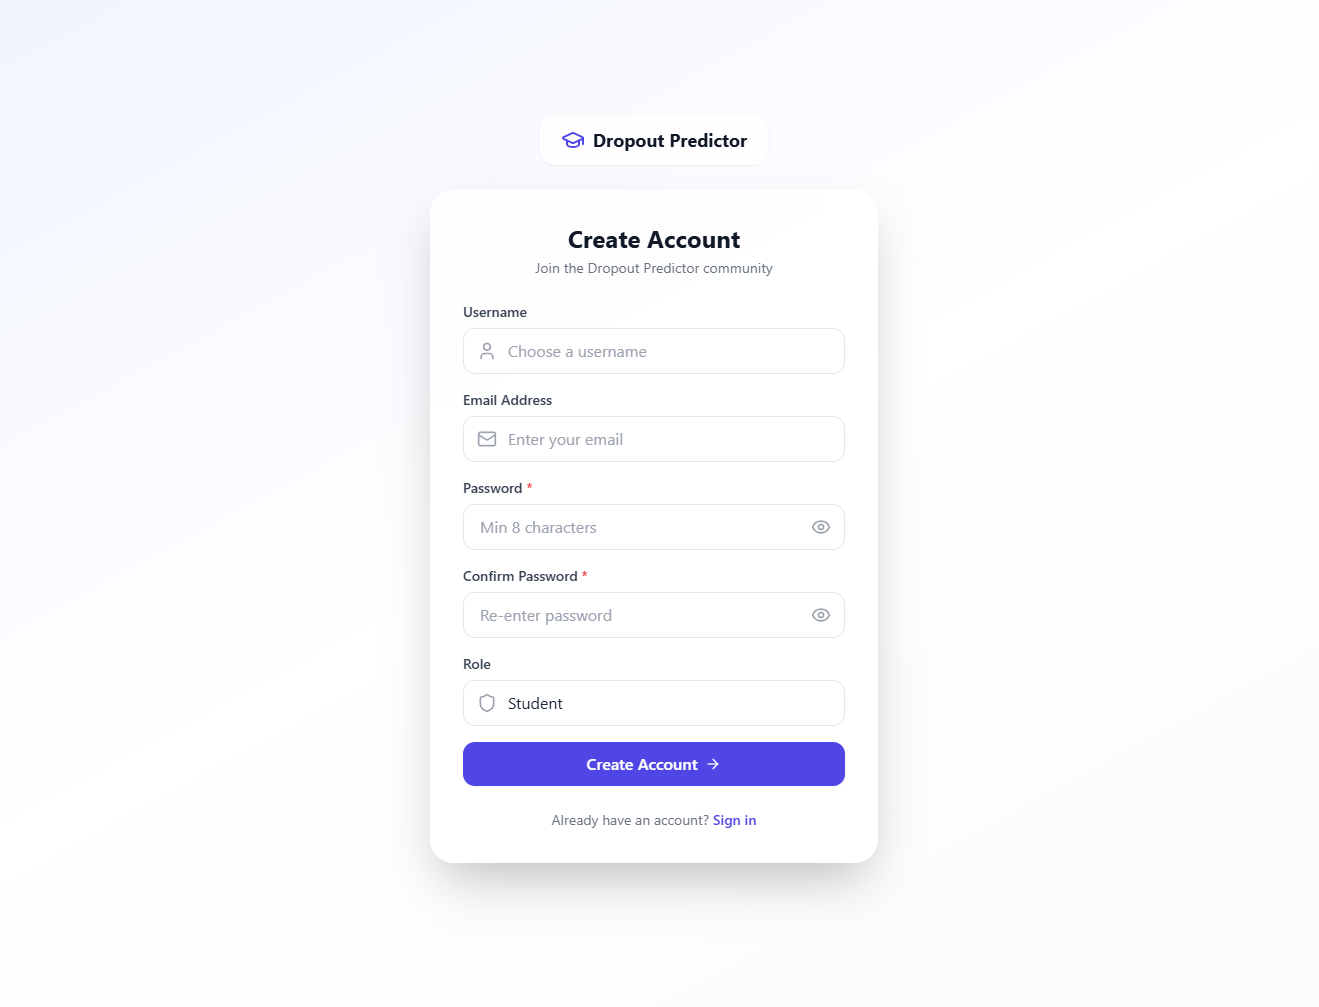 Dropout Predictor
Create Account
Join the Dropout Predictor community
Username
Choose a username
Email Address
Enter your email
Password *
Min 8 characters
Confirm Password *
Re-enter password
Role
Student
Create Account →
Already have an account? Sign in